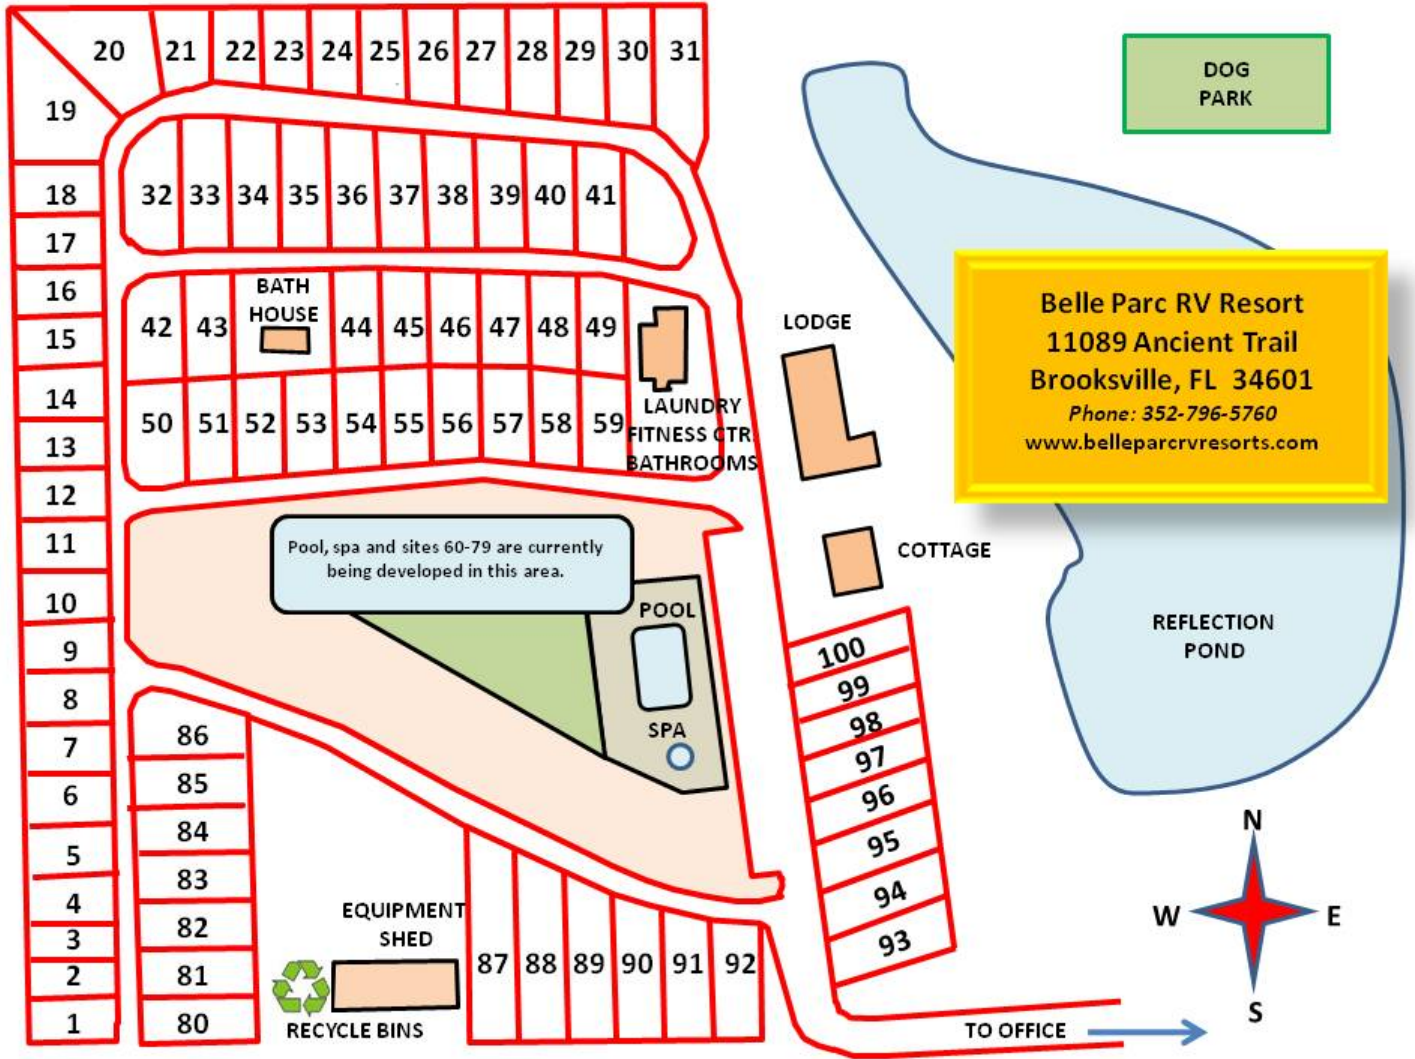 20 21 22 23 24 25 26 27 28 29 30 31
DOG
PARK
19
18
32 33 34 35 36 37 38 39 40 41
17
16
15
BATH
HOUSE
42 43 44 45 46 47 48 49
LODGE
Belle Parc RV Resort
11089 Ancient Trail
Brooksville, FL 34601
Phone: 352-796-5760
www.belleparcrvresorts.com
14
13
50 51 52 53 54 55 56 57 58 59
LAUNDRY
FITNESS CTR.
BATHROOMS
12
11
10
9
8
7
6
5
4
3
2
1
Pool, spa and sites 60-79 are currently
being developed in this area.
POOL
SPA
COTTAGE
REFLECTION
POND
100
99
98
97
96
95
94
93
86
85
84
83
82
81
80
EQUIPMENT
SHED
RECYCLE BINS
87 88 89 90 91 92
N
W E
S
TO OFFICE